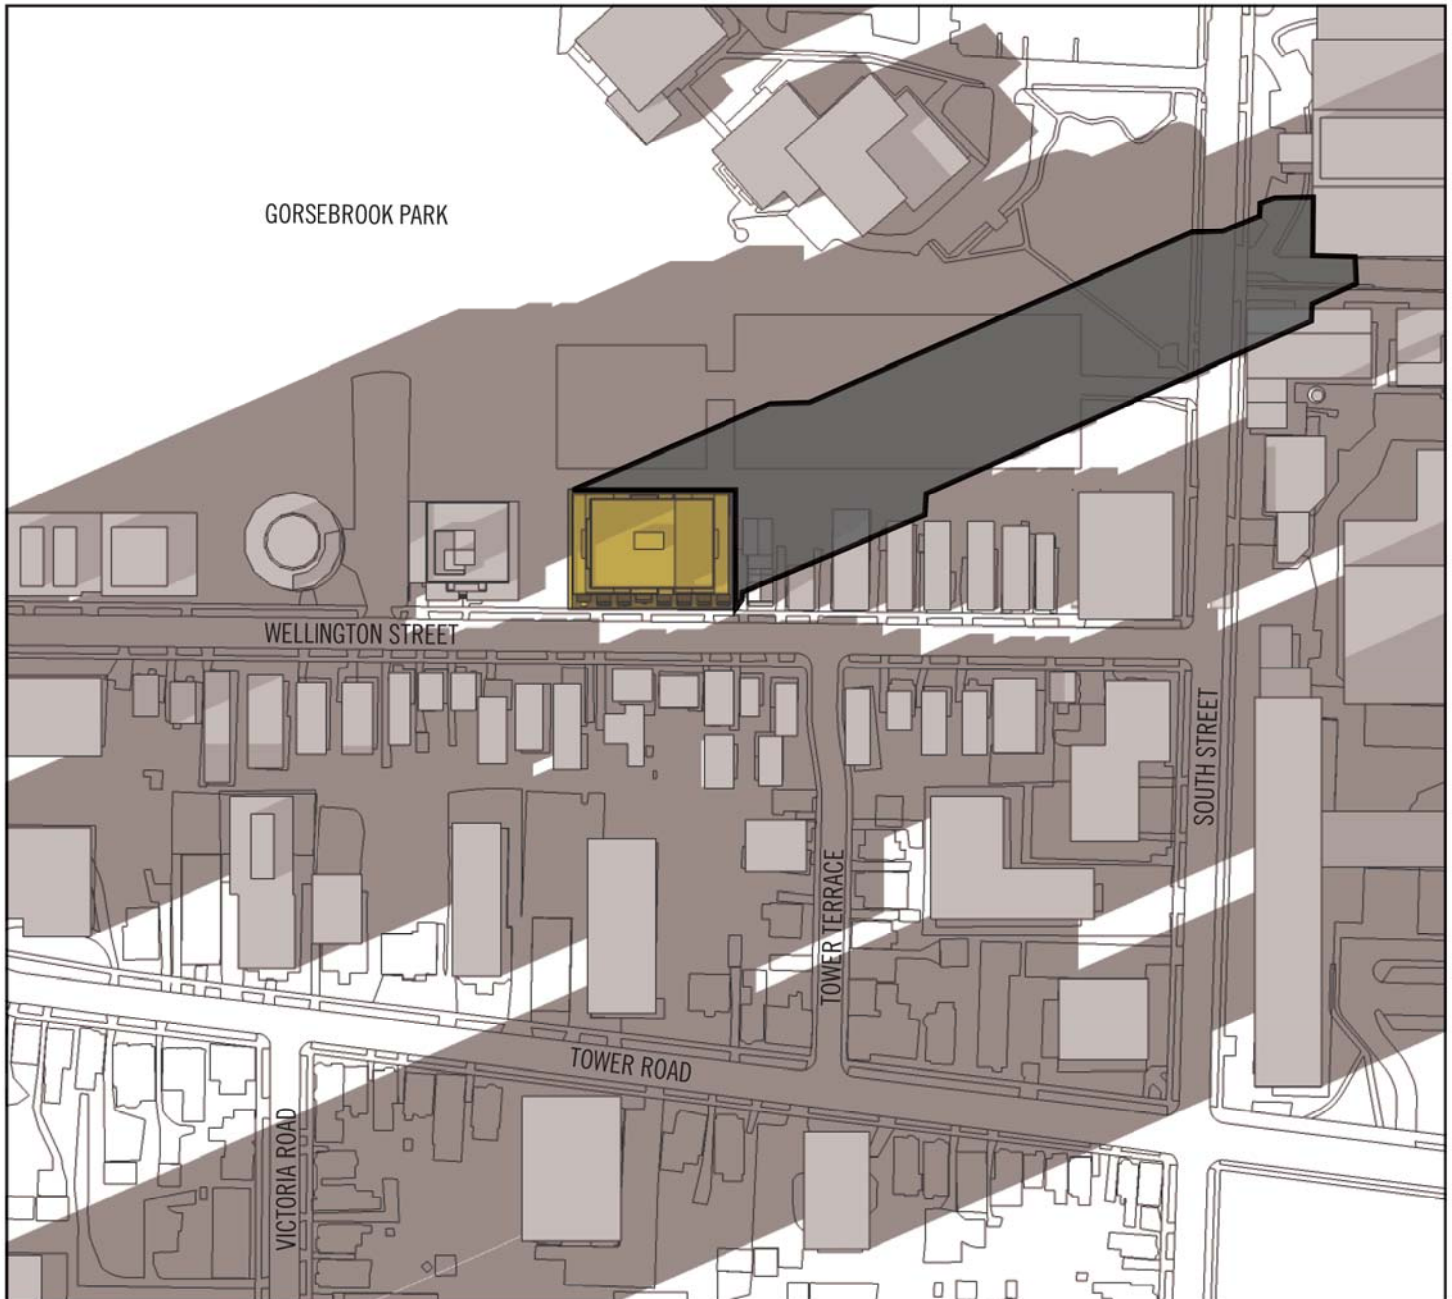 GORSEBROOK PARK
WELLINGTON STREET
SOUTH STREET
TOWER TERRACE
TOWER ROAD
VICTORIA ROAD